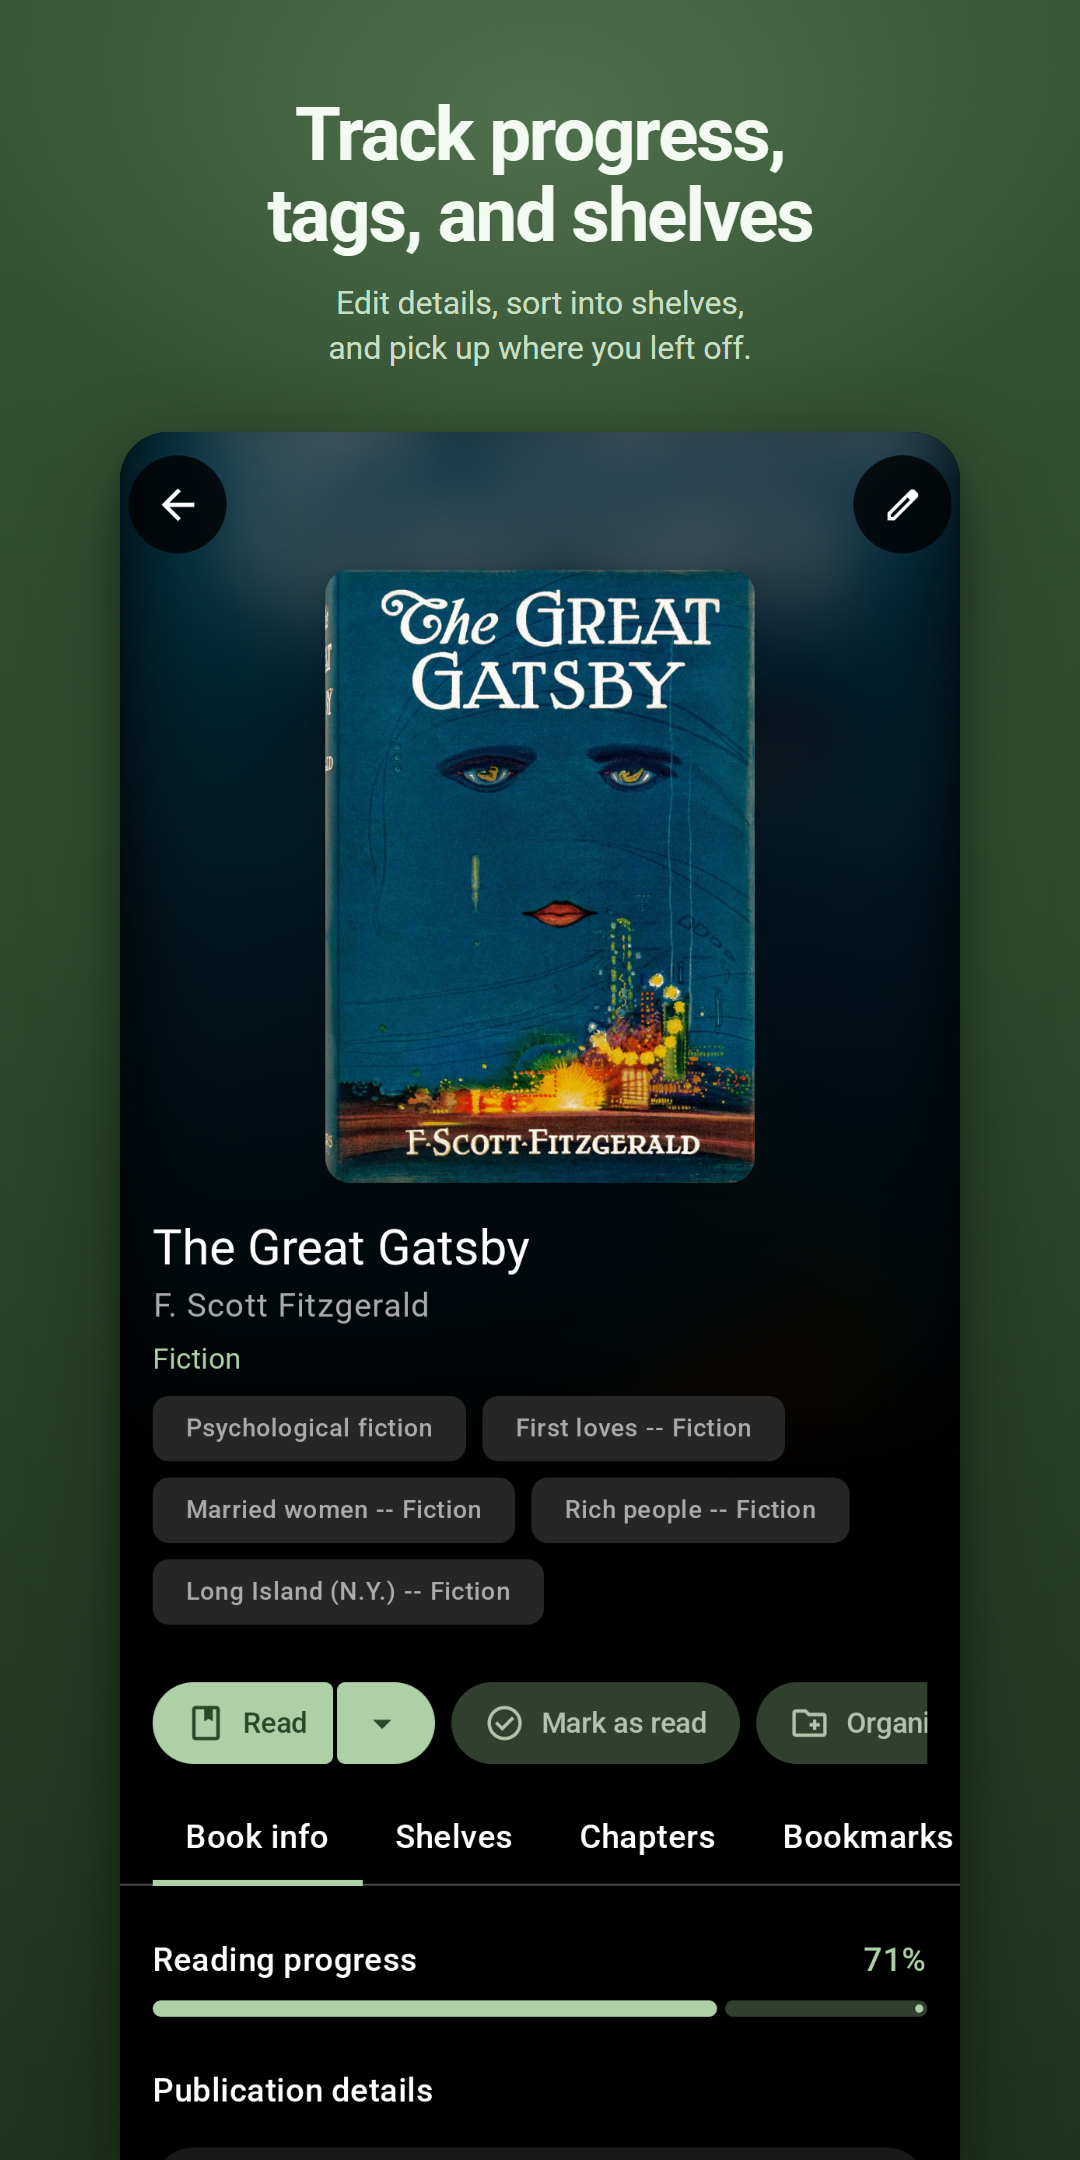 Track progress,
tags, and shelves
Edit details, sort into shelves,
and pick up where you left off.
The GREAT
GATSBY
F·SCOTT·FITZGERALD
The Great Gatsby
F. Scott Fitzgerald
Fiction
Psychological fiction
First loves -- Fiction
Married women -- Fiction
Rich people -- Fiction
Long Island (N.Y.) -- Fiction
Read
Mark as read
Organi
Book info
Shelves
Chapters
Bookmarks
Reading progress
71%
Publication details